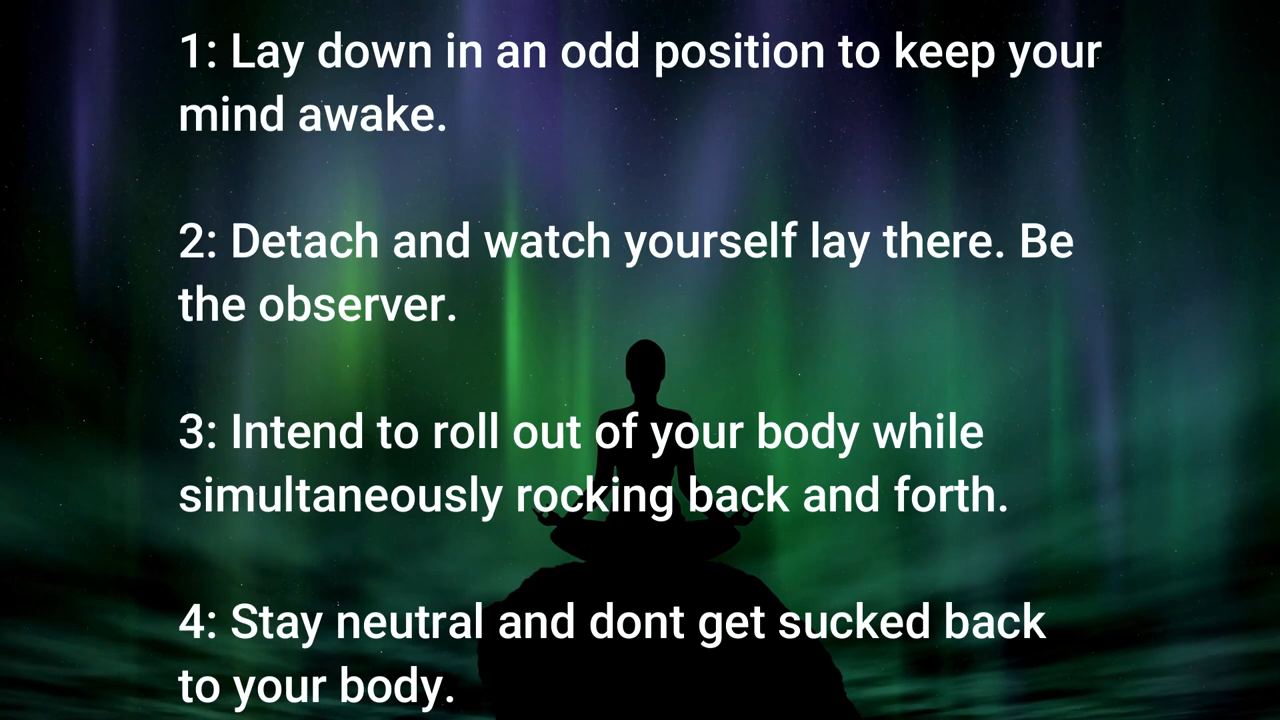 1: Lay down in an odd position to keep your
mind awake.
2: Detach and watch yourself lay there. Be
the observer.
3: Intend to roll out of your body while
simultaneously rocking back and forth.
4: Stay neutral and dont get sucked back
to your body.